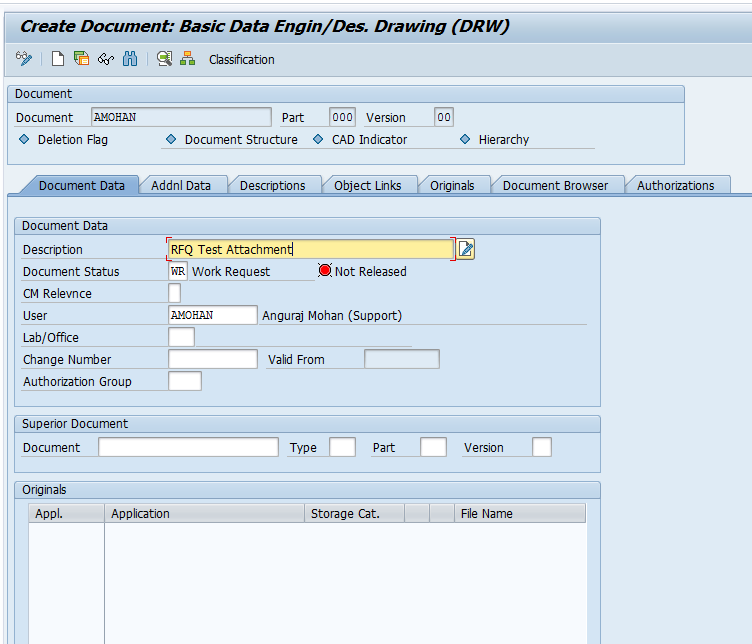 Create Document: Basic Data Engin/Des. Drawing (DRW)
Classification
Document
Document AMOHAN Part 000 Version 00
Deletion Flag Document Structure CAD Indicator Hierarchy
Document Data Addnl Data Descriptions Object Links Originals Document Browser Authorizations
Document Data
Description RFQ Test Attachment
Document Status WR Work Request Not Released
CM Relevnce
User AMOHAN Anguraj Mohan (Support)
Lab/Office
Change Number Valid From
Authorization Group
Superior Document
Document Type Part Version
Originals
Appl. Application Storage Cat. File Name